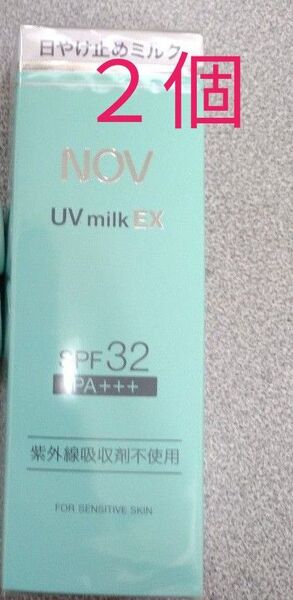 日やけ止めミルク
2個
NOV
UV milk EX
SPF32
PA+++
紫外線吸収剤不使用
FOR SENSITIVE SKIN